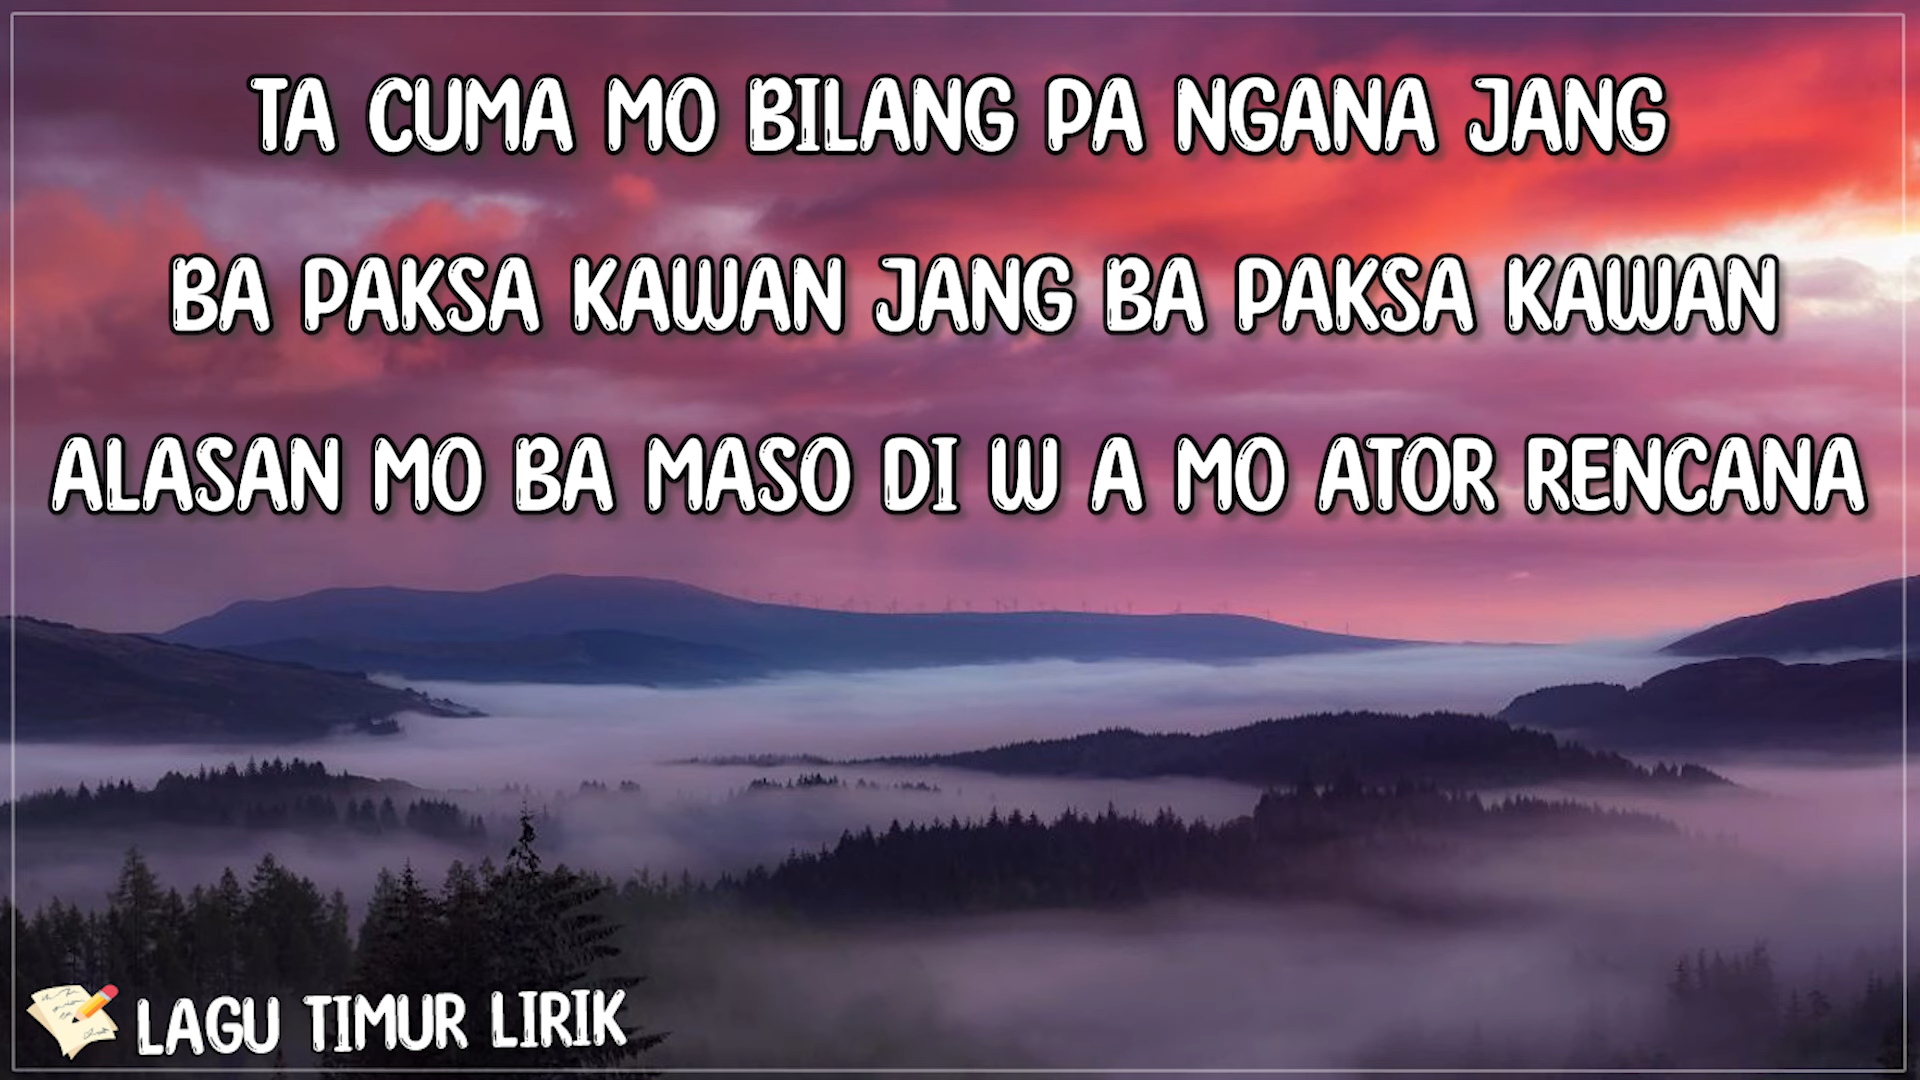 TA CUMA MO BILANG PA NGANA JANG
BA PAKSA KAWAN JANG BA PAKSA KAWAN
ALASAN MO BA MASO DI W A MO ATOR RENCANA
LAGU TIMUR LIRIK